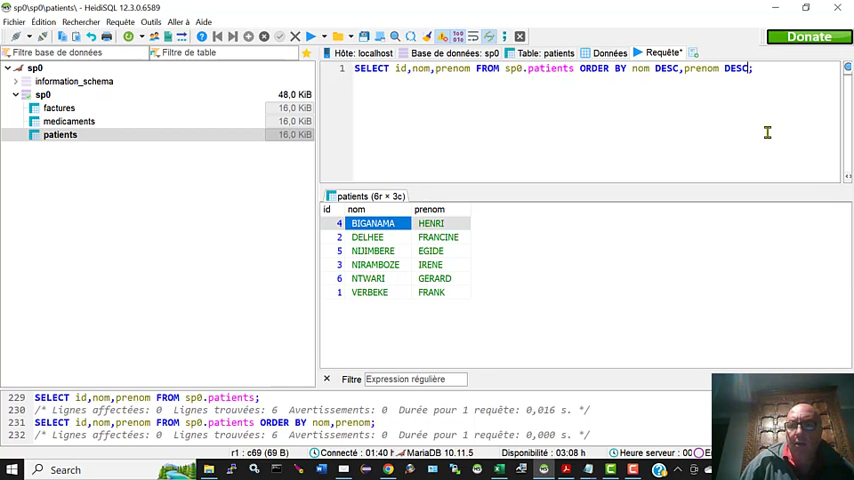 sp0\sp0\patients\ - HeidiSQL 12.3.0.6589
Fichier Édition Rechercher Requête Outils Aller à Aide
Donate
Filtre base de données
Filtre de table
Hôte: localhost
Base de données: sp0
Table: patients
Données
Requête*
sp0
information_schema
sp0 48,0 KiB
factures 16,0 KiB
medicaments 16,0 KiB
patients 16,0 KiB
1 SELECT id,nom,prenom FROM sp0.patients ORDER BY nom DESC,prenom DESC;
patients (6r × 3c)
id nom prenom
4 BIGANAMA HENRI
2 DELHEE FRANCINE
5 NIJIMBERE EGIDE
3 NIRAMBOZE IRENE
6 NTWARI GERARD
1 VERBEKE FRANK
Filtre Expression régulière
229 SELECT id,nom,prenom FROM sp0.patients;
230 /* Lignes affectées: 0 Lignes trouvées: 6 Avertissements: 0 Durée pour 1 requête: 0,016 s. */
231 SELECT id,nom,prenom FROM sp0.patients ORDER BY nom,prenom;
232 /* Lignes affectées: 0 Lignes trouvées: 6 Avertissements: 0 Durée pour 1 requête: 0,000 s. */
r1 : c69 (69 B) Connecté : 01:40 MariaDB 10.11.5 Disponibilité : 03:08 h Heure serveur : 00
Search